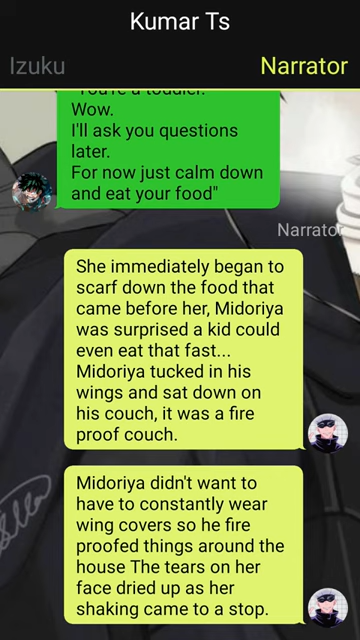 Kumar Ts
Izuku
Narrator
"You're a toddler.
Wow.
I'll ask you questions
later.
For now just calm down
and eat your food"
Narrator
She immediately began to
scarf down the food that
came before her, Midoriya
was surprised a kid could
even eat that fast...
Midoriya tucked in his
wings and sat down on
his couch, it was a fire
proof couch.
Midoriya didn't want to
have to constantly wear
wing covers so he fire
proofed things around the
house The tears on her
face dried up as her
shaking came to a stop.